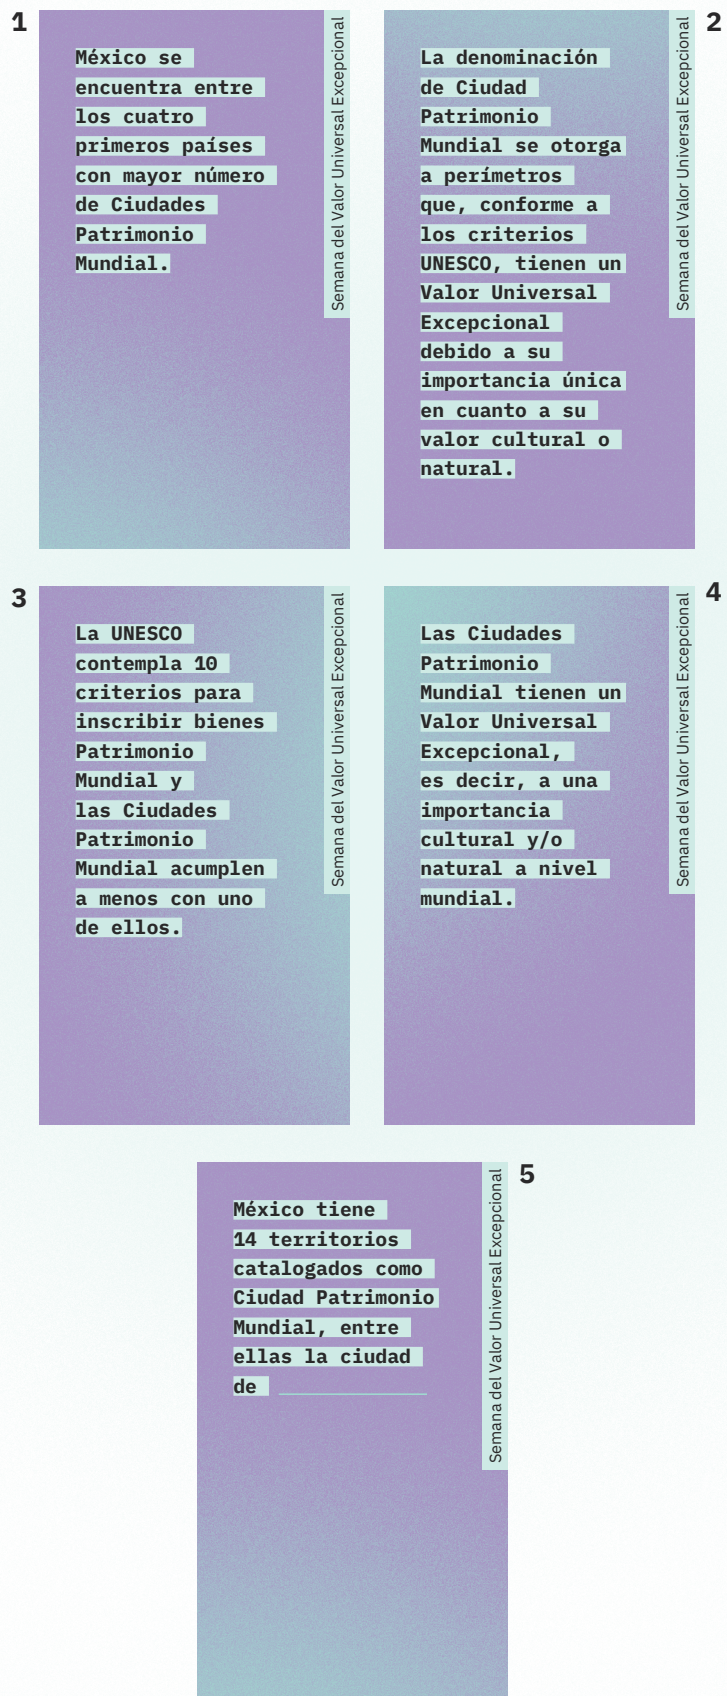 1
México se
encuentra entre
los cuatro
primeros países
con mayor número
de Ciudades
Patrimonio
Mundial.
Semana del Valor Universal Excepcional
2
La denominación
de Ciudad
Patrimonio
Mundial se otorga
a perímetros
que, conforme a
los criterios
UNESCO, tienen un
Valor Universal
Excepcional
debido a su
importancia única
en cuanto a su
valor cultural o
natural.
Semana del Valor Universal Excepcional
3
La UNESCO
contempla 10
criterios para
inscribir bienes
Patrimonio
Mundial y
las Ciudades
Patrimonio
Mundial acumplen
a menos con uno
de ellos.
Semana del Valor Universal Excepcional
4
Las Ciudades
Patrimonio
Mundial tienen un
Valor Universal
Excepcional,
es decir, a una
importancia
cultural y/o
natural a nivel
mundial.
Semana del Valor Universal Excepcional
5
México tiene
14 territorios
catalogados como
Ciudad Patrimonio
Mundial, entre
ellas la ciudad
de
Semana del Valor Universal Excepcional